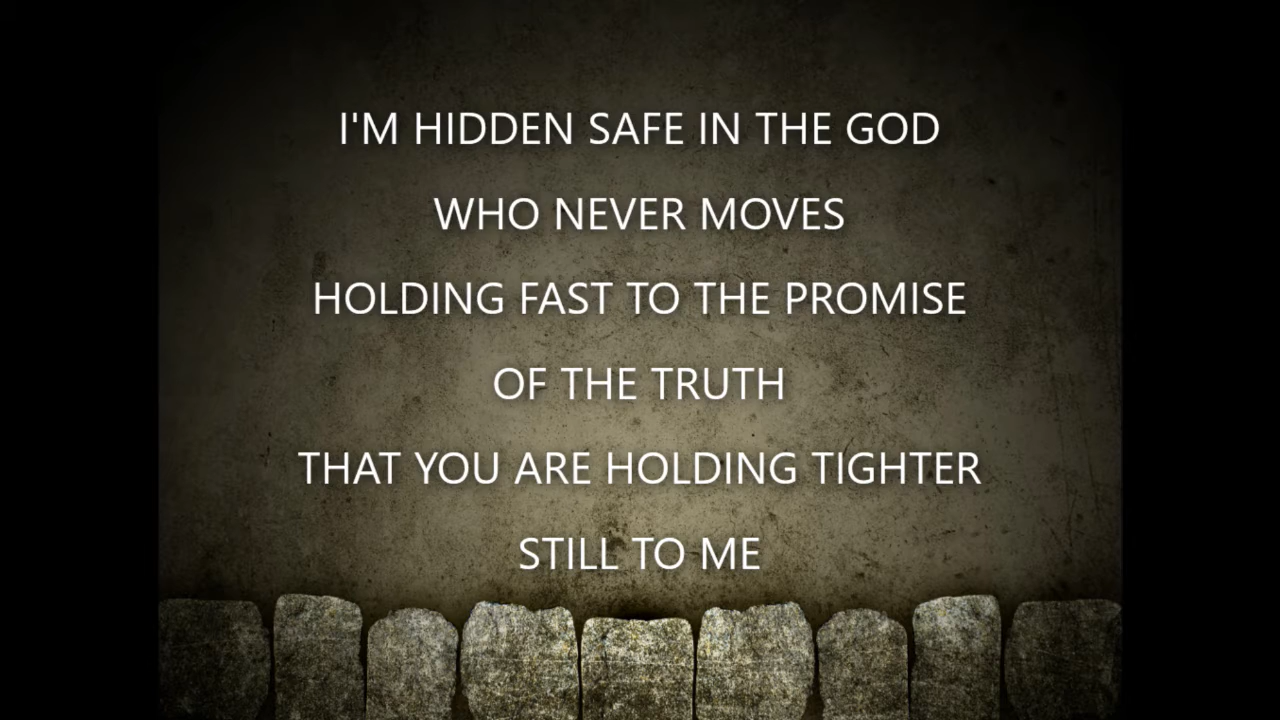 I'M HIDDEN SAFE IN THE GOD
WHO NEVER MOVES
HOLDING FAST TO THE PROMISE
OF THE TRUTH
THAT YOU ARE HOLDING TIGHTER
STILL TO ME